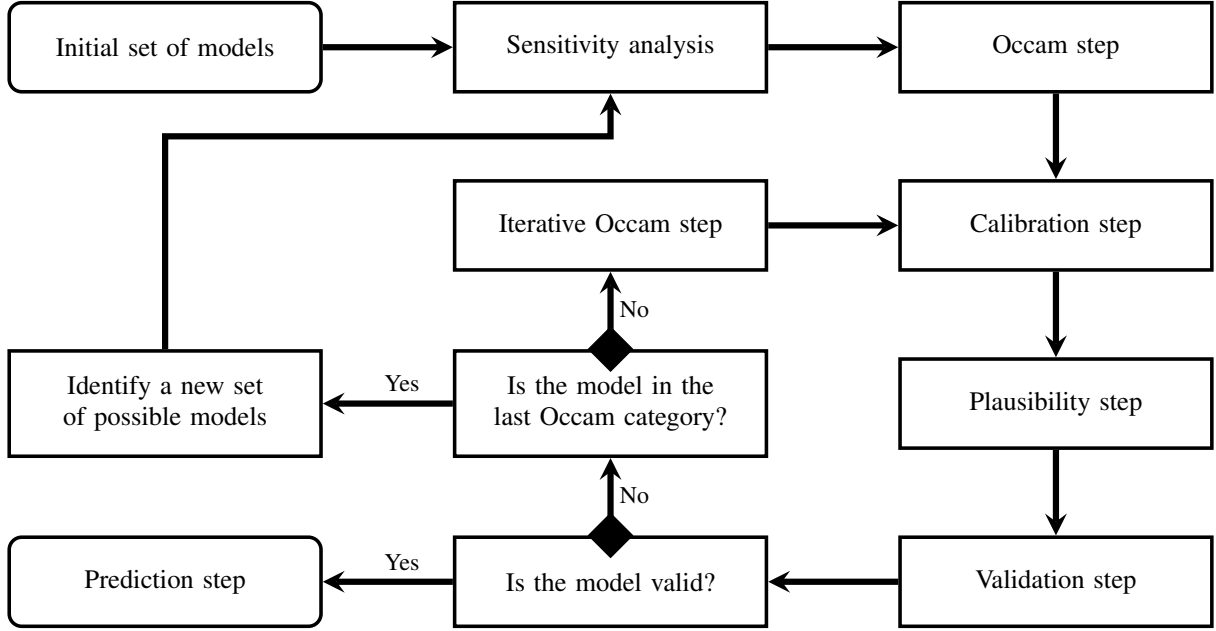 Initial set of models
Sensitivity analysis
Occam step
Iterative Occam step
Calibration step
No
Identify a new set
of possible models
Yes
Is the model in the
last Occam category?
Plausibility step
No
Prediction step
Yes
Is the model valid?
Validation step